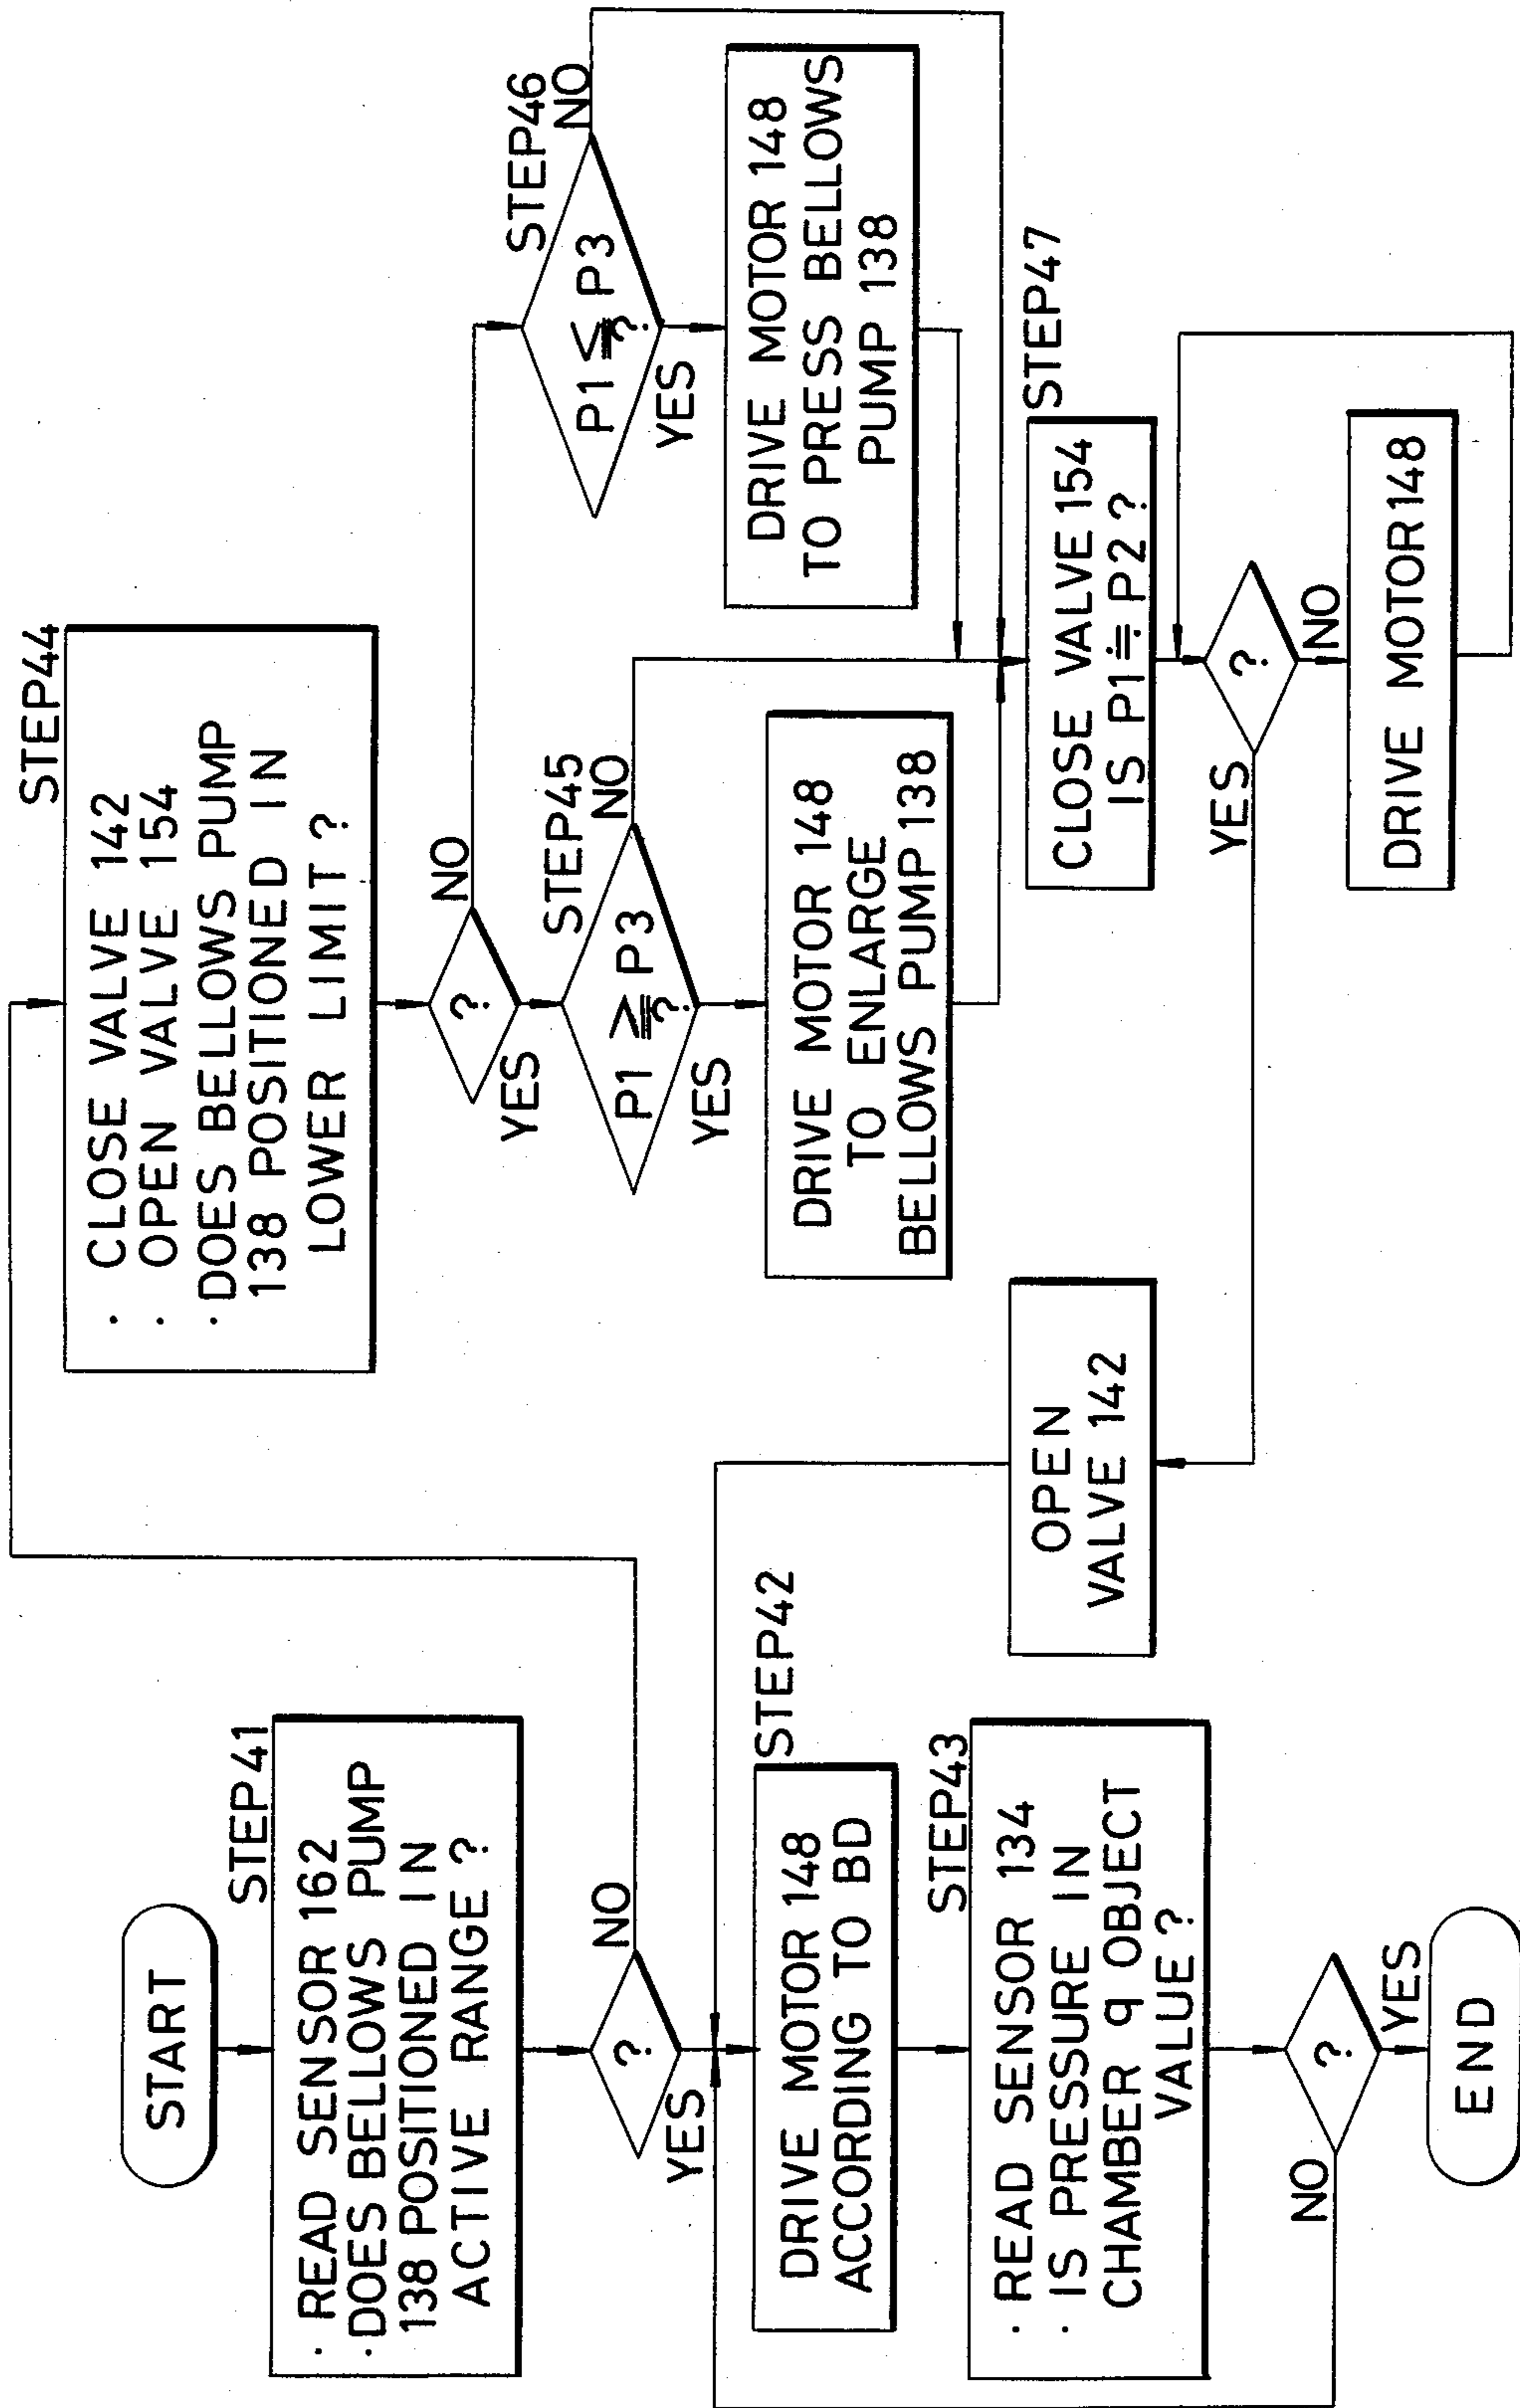 START
STEP41
· READ SENSOR 162
· DOES BELLOWS PUMP
138 POSITIONED IN
ACTIVE RANGE ?
?
NO
YES
STEP42
DRIVE MOTOR 148
ACCORDING TO BD
STEP43
· READ SENSOR 134
· IS PRESSURE IN
CHAMBER q OBJECT
VALUE ?
?
NO
YES
END
STEP44
· CLOSE VALVE 142
· OPEN VALVE 154
· DOES BELLOWS PUMP
138 POSITIONED IN
LOWER LIMIT ?
?
NO
YES
STEP45
P1 ≧ P3
?
NO
YES
DRIVE MOTOR 148
TO ENLARGE
BELLOWS PUMP 138
STEP46
P1 ≦ P3
?
NO
YES
DRIVE MOTOR 148
TO PRESS BELLOWS
PUMP 138
STEP47
CLOSE VALVE 154
IS P1 ≒ P2 ?
?
YES
NO
DRIVE MOTOR 148
OPEN
VALVE 142